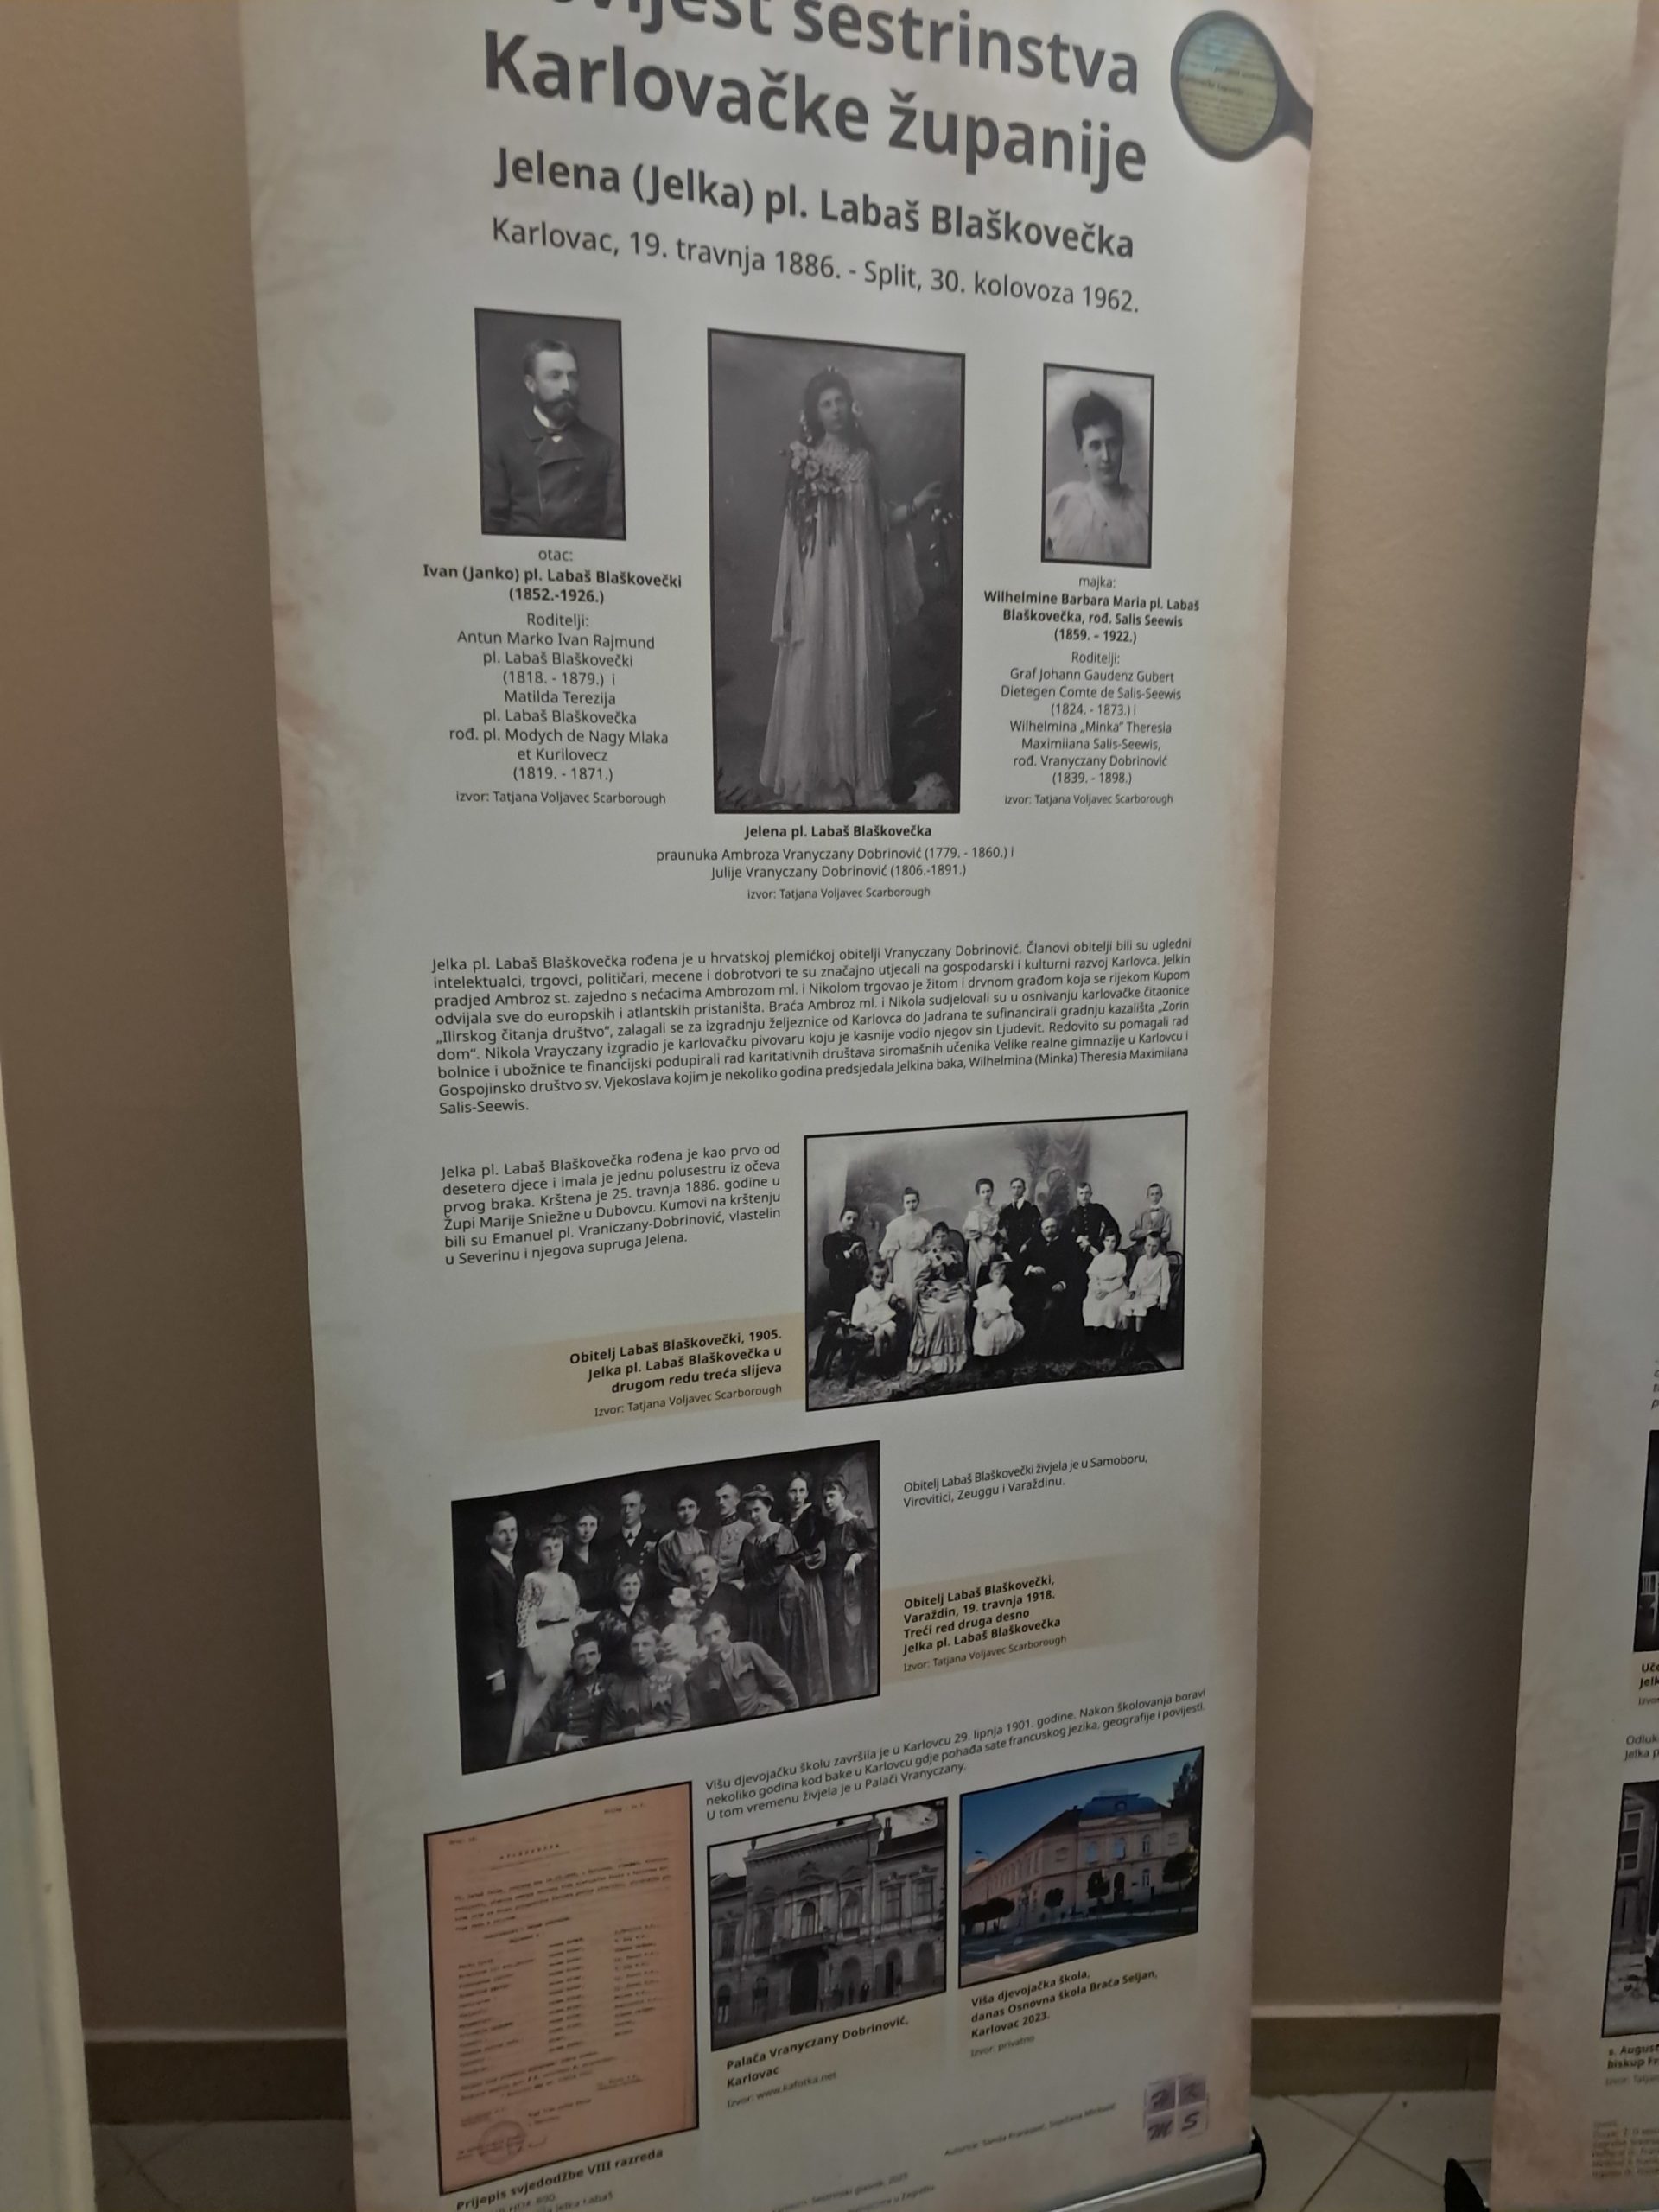 sestrinstva
Karlovačke županije
Jelena (Jelka) pl. Labaš Blaškovečka
Karlovac, 19. travnja 1886. - Split, 30. kolovoza 1962.
otac:
Ivan (Janko) pl. Labaš Blaškovečki
(1852.-1926.)
Roditelji:
Antun Marko Ivan Rajmund
pl. Labaš Blaškovečki
(1818. - 1879.) i
Matilda Terezija
pl. Labaš Blaškovečka
rođ. pl. Modych de Nagy Mlaka
et Kurilovecz
(1819. - 1871.)
izvor: Tatjana Voljavec Scarborough
majka:
Wilhelmine Barbara Maria pl. Labaš
Blaškovečka, rođ. Salis Seewis
(1859. - 1922.)
Roditelji:
Graf Johann Gaudenz Gubert
Dietegen Comte de Salis-Seewis
(1824. - 1873.) i
Wilhelmina „Minka“ Theresia
Maximiiana Salis-Seewis,
rođ. Vranyczany Dobrinović
(1839. - 1898.)
izvor: Tatjana Voljavec Scarborough
Jelena pl. Labaš Blaškovečka
praunuka Ambroza Vranyczany Dobrinović (1779. - 1860.) i
Julije Vranyczany Dobrinović (1806.-1891.)
izvor: Tatjana Voljavec Scarborough
Jelka pl. Labaš Blaškovečka rođena je u hrvatskoj plemićkoj obitelji Vranyczany Dobrinović. Članovi obitelji bili su ugledni
intelektualci, trgovci, političari, mecene i dobrotvori te su značajno utjecali na gospodarski i kulturni razvoj Karlovca. Jelkin
pradjed Ambroz st. zajedno s nećacima Ambrozom ml. i Nikolom trgovao je žitom i drvnom građom koja se rijekom Kupom
odvijala sve do europskih i atlantskih pristaništa. Braća Ambroz ml. i Nikola sudjelovali su u osnivanju karlovačke čitaonice
„Ilirskog čitanja društvo“, zalagali se za izgradnju željeznice od Karlovca do Jadrana te sufinancirali gradnju kazališta „Zorin
dom“. Nikola Vrayczany izgradio je karlovačku pivovaru koju je kasnije vodio njegov sin Ljudevit. Redovito su pomagali rad
bolnice i ubožnice te financijski podupirali rad karitativnih društava siromašnih učenika Velike realne gimnazije u Karlovcu i
Gospojinsko društvo sv. Vjekoslava kojim je nekoliko godina predsjedala Jelkina baka, Wilhelmina (Minka) Theresia Maximiiana
Salis-Seewis.
Jelka pl. Labaš Blaškovečka rođena je kao prvo od
desetero djece i imala je jednu polusestru iz očeva
prvog braka. Krštena je 25. travnja 1886. godine u
Župi Marije Sniežne u Dubovcu. Kumovi na krštenju
bili su Emanuel pl. Vraniczany-Dobrinović, vlastelin
u Severinu i njegova supruga Jelena.
Obitelj Labaš Blaškovečki, 1905.
Jelka pl. Labaš Blaškovečka u
drugom redu treća slijeva
Izvor: Tatjana Voljavec Scarborough
Obitelj Labaš Blaškovečki živjela je u Samoboru,
Virovitici, Zeuggu i Varaždinu.
Obitelj Labaš Blaškovečki,
Varaždin, 19. travnja 1918.
Treći red druga desno
Jelka pl. Labaš Blaškovečka
Izvor: Tatjana Voljavec Scarborough
Višu djevojačku školu završila je u Karlovcu 29. lipnja 1901. godine. Nakon školovanja boravi
nekoliko godina kod bake u Karlovcu gdje pohađa sate francuskog jezika, geografije i povijesti.
U tom vremenu živjela je u Palači Vranyczany.
Palača Vranyczany Dobrinović,
Karlovac
Izvor: www.kafotka.net
Viša djevojačka škola,
danas Osnovna škola Braća Seljan,
Karlovac 2023.
Izvor: privatno
Prijepis svjedodžbe VIII razreda